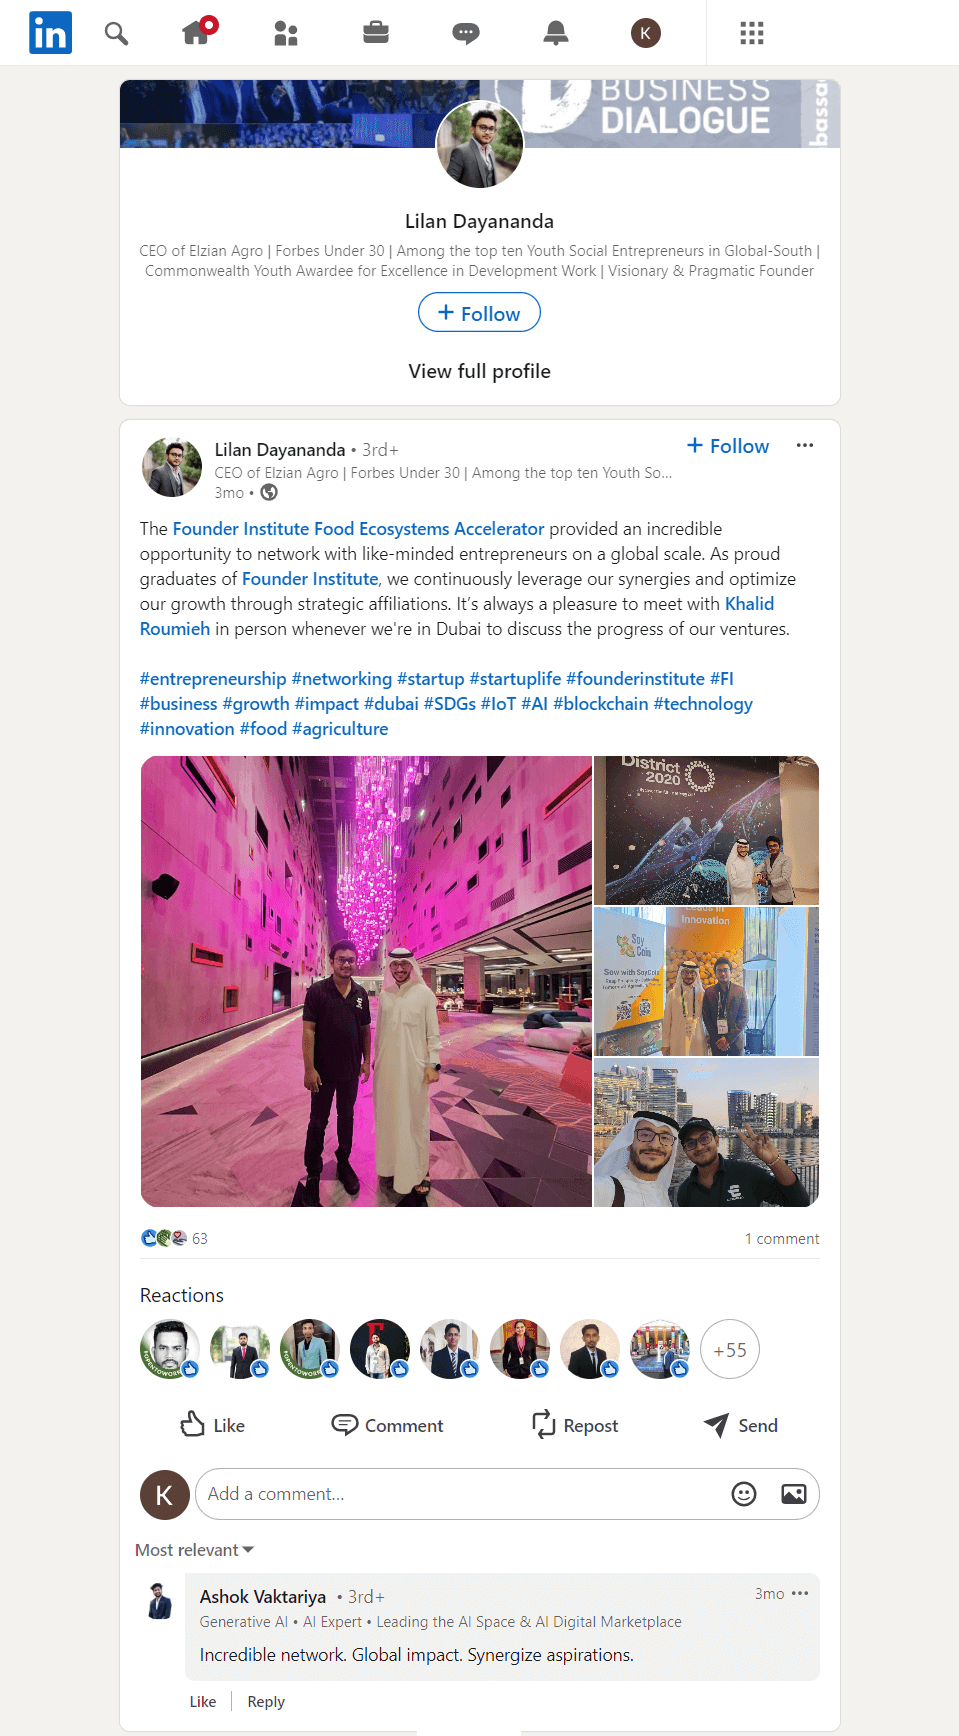 in
K
BUSINESS
DIALOGUE
bassa
Lilan Dayananda
CEO of Elzian Agro | Forbes Under 30 | Among the top ten Youth Social Entrepreneurs in Global-South |
Commonwealth Youth Awardee for Excellence in Development Work | Visionary & Pragmatic Founder
+ Follow
View full profile
Lilan Dayananda • 3rd+
+ Follow
CEO of Elzian Agro | Forbes Under 30 | Among the top ten Youth So...
3mo •
The Founder Institute Food Ecosystems Accelerator provided an incredible
opportunity to network with like-minded entrepreneurs on a global scale. As proud
graduates of Founder Institute, we continuously leverage our synergies and optimize
our growth through strategic affiliations. It’s always a pleasure to meet with Khalid
Roumieh in person whenever we're in Dubai to discuss the progress of our ventures.
#entrepreneurship #networking #startup #startuplife #founderinstitute #FI
#business #growth #impact #dubai #SDGs #IoT #AI #blockchain #technology
#innovation #food #agriculture
District
2020
Innovation
Soy
Coin
Sow with SoyCoin
63
1 comment
Reactions
#OPENTOWORK
#OPENTOWORK
+55
Like
Comment
Repost
Send
K
Add a comment...
Most relevant
Ashok Vaktariya • 3rd+
3mo
Generative AI • AI Expert • Leading the AI Space & AI Digital Marketplace
Incredible network. Global impact. Synergize aspirations.
Like
Reply